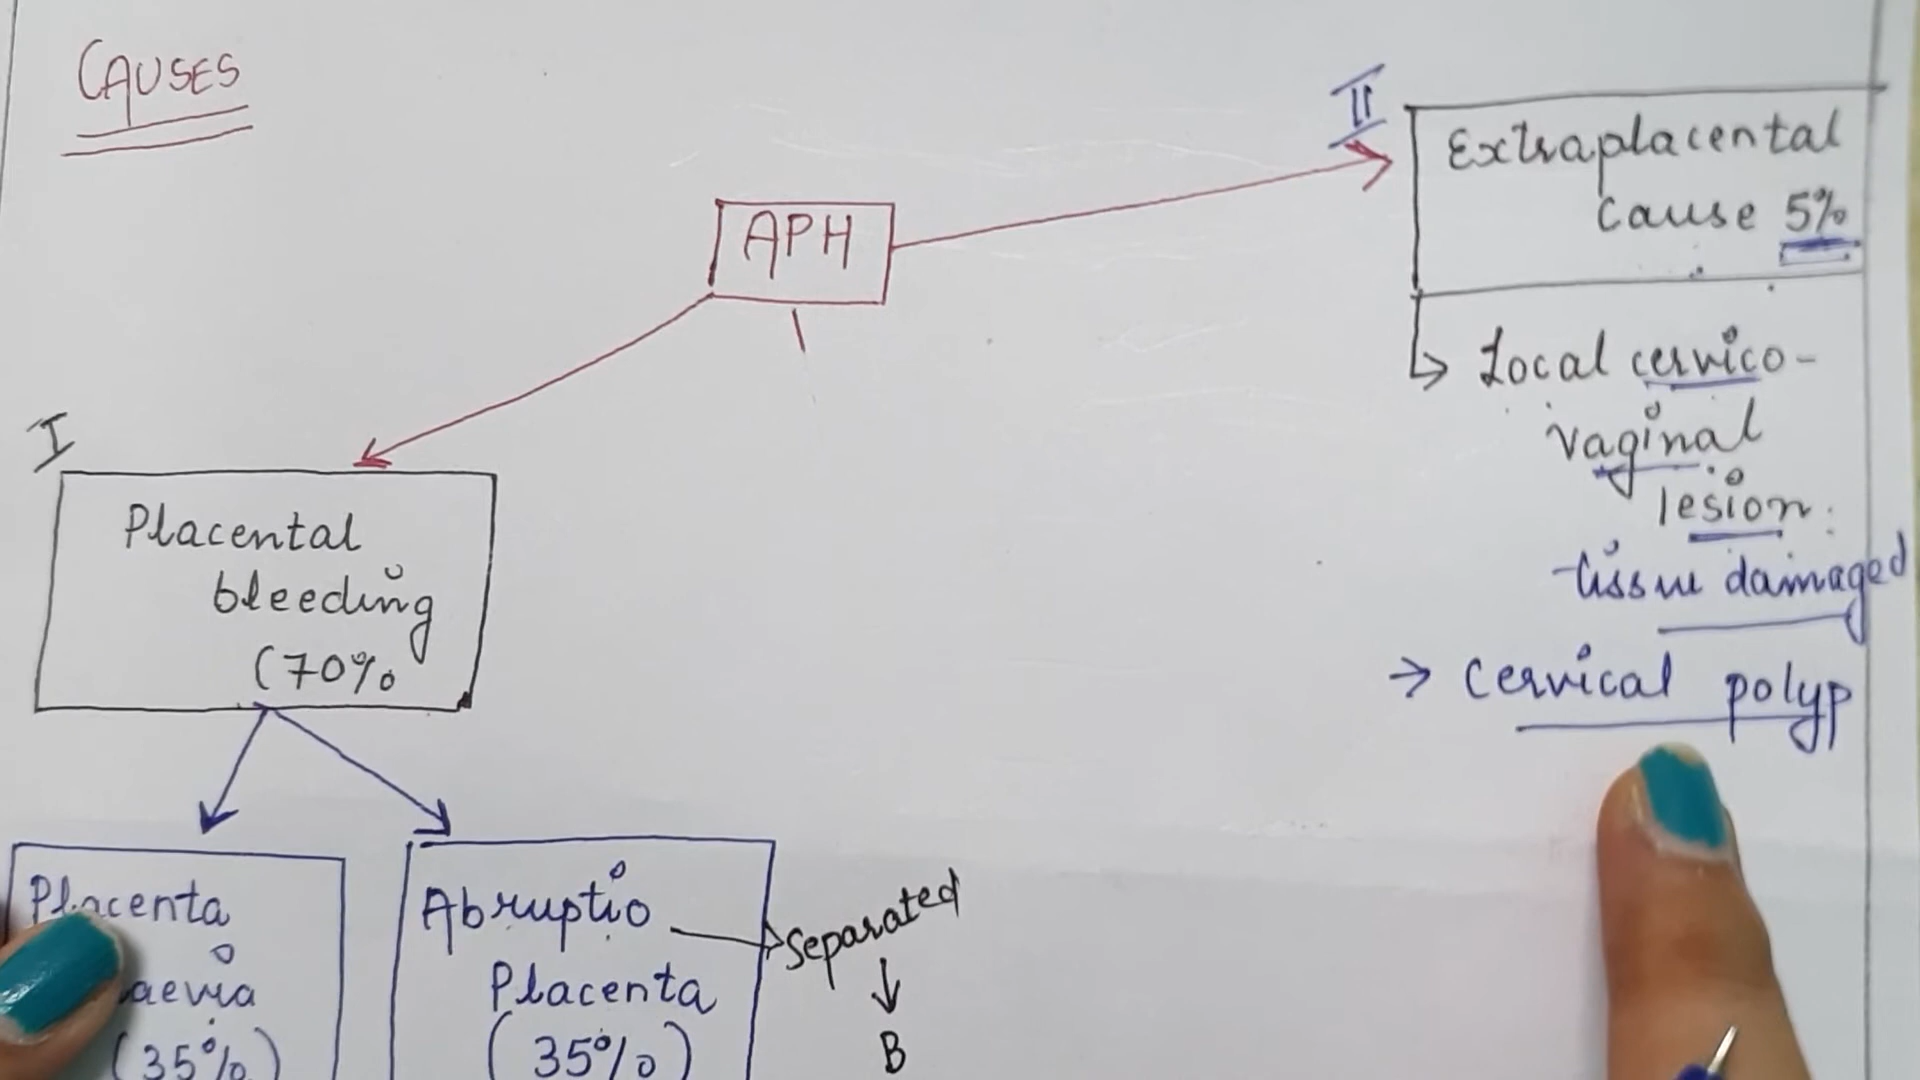 CAUSES
II
Extraplacental
cause 5%
APH
Local cervico-
vaginal
lesion.
tissue damaged
I
Placental
bleeding
(70%
→ Cervical polyp
Placenta
aevia
(35%)
Abruptio
Placenta
(35%)
Separated
↓
B